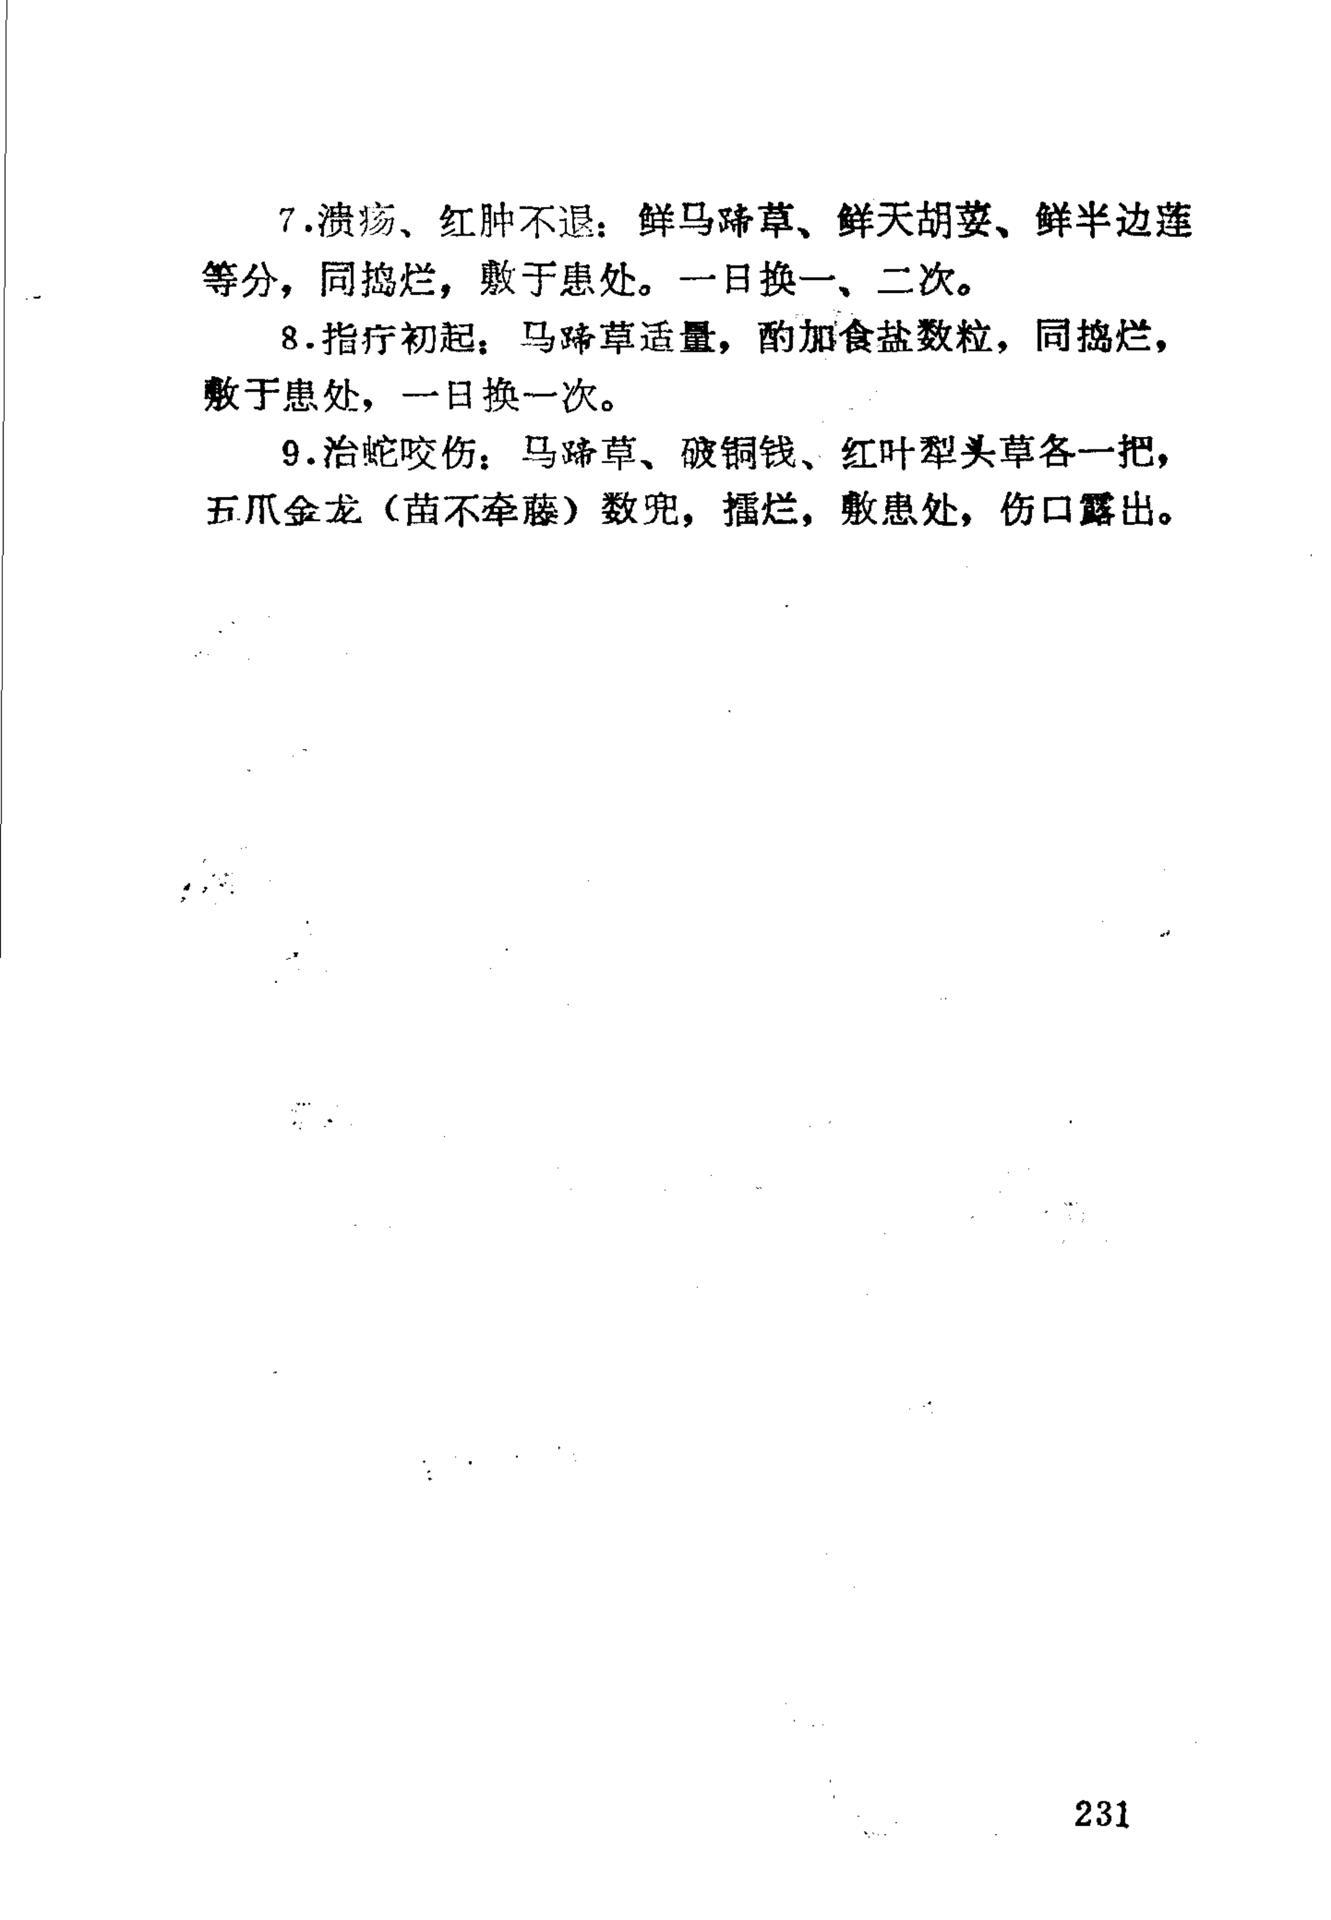 7.溃疡、红肿不退：鲜马蹄草、鲜天胡荽、鲜半边莲
等分，同捣烂，敷于患处。一日换一、二次。
8.指疗初起：马蹄草适量，酌加食盐数粒，同捣烂，
敷于患处，一日换一次。
9.治蛇咬伤：马蹄草、破铜钱、红叶犁头草各一把，
五爪金龙（苗不牵藤）数兜，擂烂，敷患处，伤口露出。
231